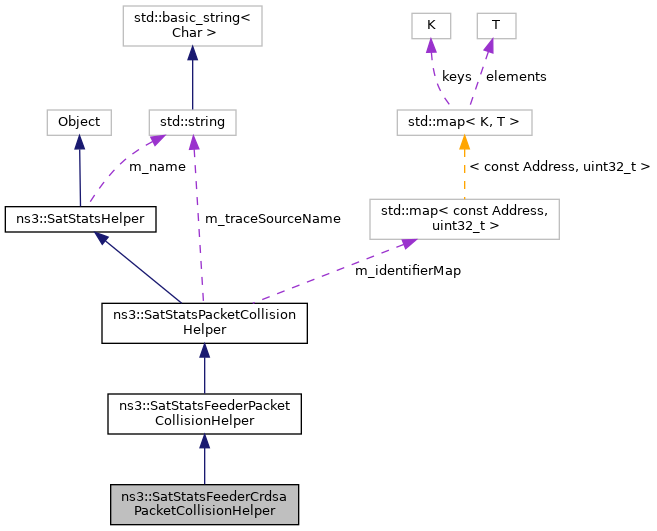 std::basic_string<
Char >
K
T
keys
elements
Object
std::string
std::map< K, T >
m_name
< const Address, uint32_t >
ns3::SatStatsHelper
m_traceSourceName
std::map< const Address,
uint32_t >
m_identifierMap
ns3::SatStatsPacketCollision
Helper
ns3::SatStatsFeederPacket
CollisionHelper
ns3::SatStatsFeederCrdsa
PacketCollisionHelper